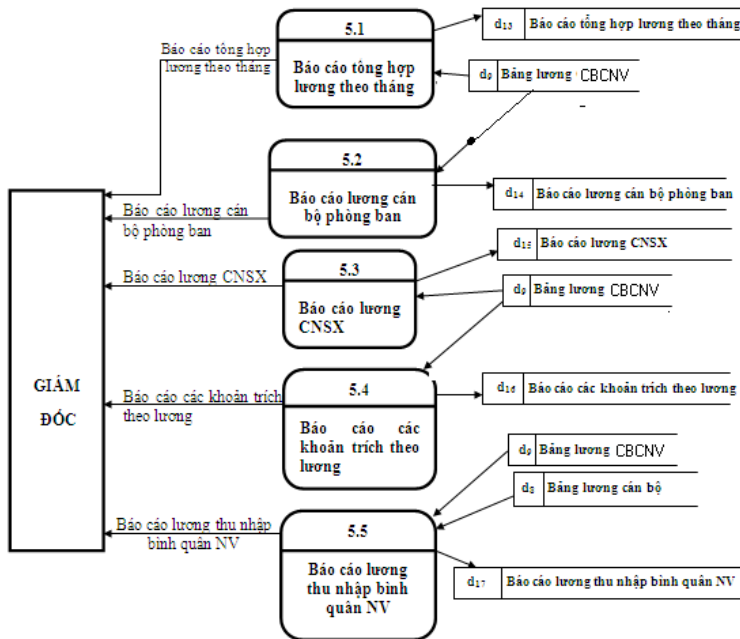 5.1
Báo cáo tổng hợp
lương theo tháng
Báo cáo tổng hợp
lương theo tháng
d13 Báo cáo tổng hợp lương theo tháng
d9 Bảng lương CBCNV
5.2
Báo cáo lương cán
bộ phòng ban
Báo cáo lương cán
bộ phòng ban
d14 Báo cáo lương cán bộ phòng ban
5.3
Báo cáo lương
CNSX
Báo cáo lương CNSX
d15 Báo cáo lương CNSX
d9 Bảng lương CBCNV
GIÁM
ĐỐC
5.4
Báo cáo các
khoản trích theo
lương
Báo cáo các khoản trích
theo lương
d16 Báo cáo các khoản trích theo lương
d9 Bảng lương CBCNV
d8 Bảng lương cán bộ
5.5
Báo cáo lương
thu nhập bình
quân NV
Báo cáo lương thu nhập
bình quân NV
d17 Báo cáo lương thu nhập bình quân NV